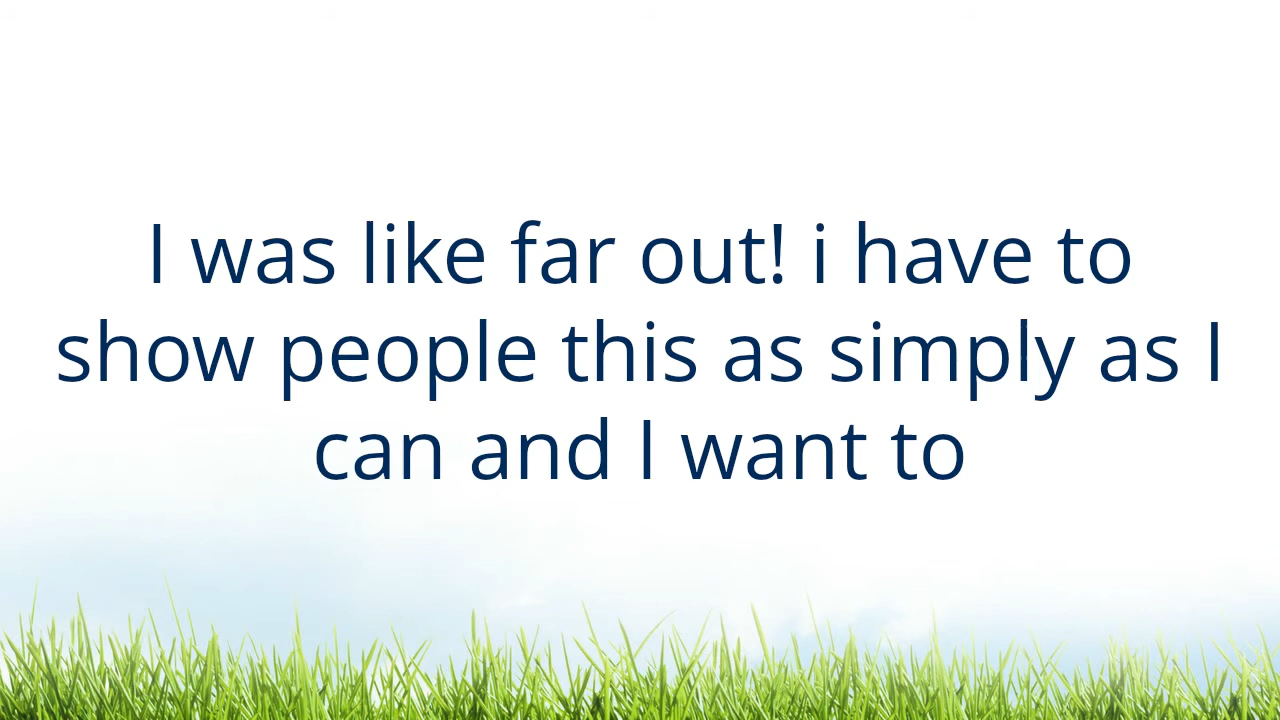 I was like far out! i have to
show people this as simply as I
can and I want to